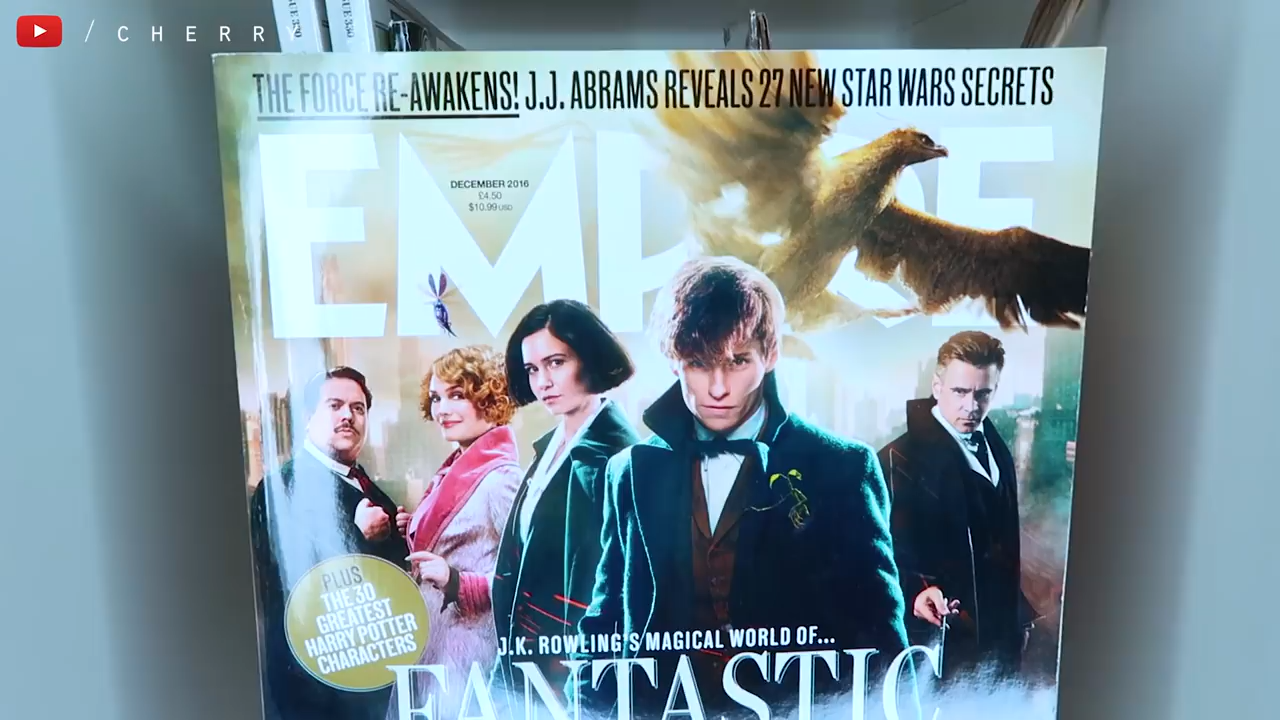 / CHERRY
THE FORCE RE-AWAKENS! J.J. ABRAMS REVEALS 27 NEW STAR WARS SECRETS
EMPIRE
DECEMBER 2016
£4.50
$10.99 USD
PLUS
THE 30
GREATEST
HARRY POTTER
CHARACTERS
J.K. ROWLING'S MAGICAL WORLD OF...
FANTASTIC